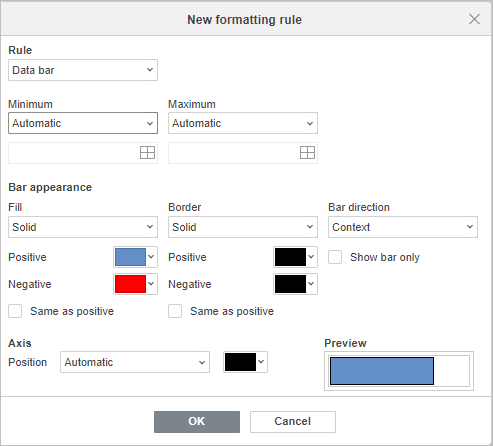 New formatting rule
Rule
Data bar
Minimum Maximum
Automatic Automatic
Bar appearance
Fill Border Bar direction
Solid Solid Context
Positive Positive Show bar only
Negative Negative
Same as positive Same as positive
Axis Preview
Position Automatic
OK Cancel